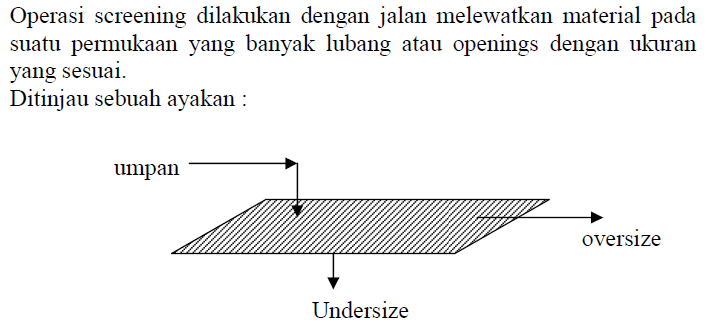 Operasi screening dilakukan dengan jalan melewatkan material pada
suatu permukaan yang banyak lubang atau openings dengan ukuran
yang sesuai.
Ditinjau sebuah ayakan :
umpan
oversize
Undersize